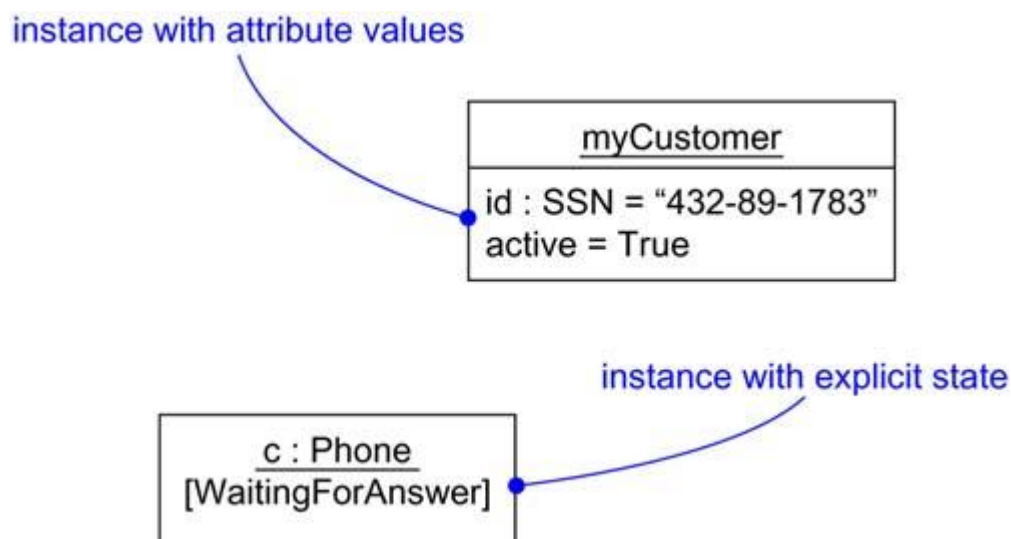 instance with attribute values
myCustomer
id : SSN = “432-89-1783”
active = True
instance with explicit state
c : Phone
[WaitingForAnswer]